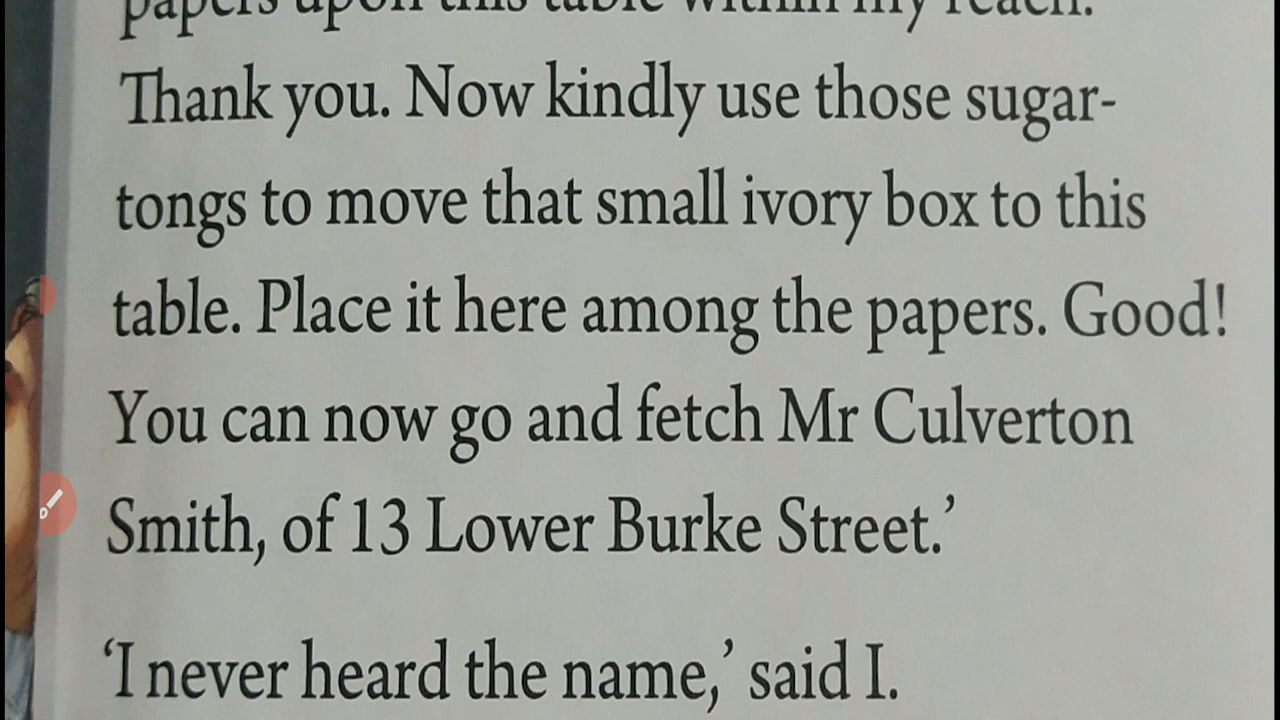 papers upon this table within my reach.
Thank you. Now kindly use those sugar-
tongs to move that small ivory box to this
table. Place it here among the papers. Good!
You can now go and fetch Mr Culverton
Smith, of 13 Lower Burke Street.’
‘I never heard the name,’ said I.